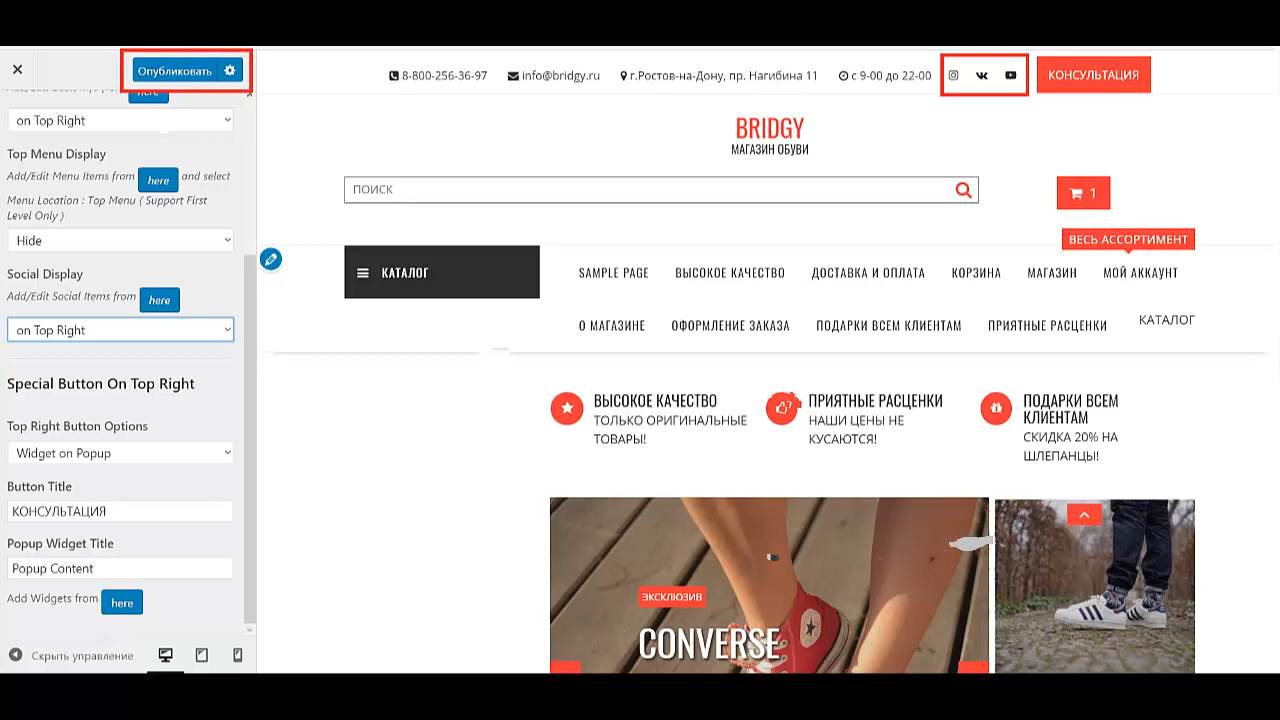 Опубликовать
here
on Top Right
Top Menu Display
Add/Edit Menu Items from here and select
Menu Location : Top Menu ( Support First
Level Only )
Hide
Social Display
Add/Edit Social Items from here
on Top Right
Special Button On Top Right
Top Right Button Options
Widget on Popup
Button Title
КОНСУЛЬТАЦИЯ
Popup Widget Title
Popup Content
Add Widgets from here
Скрыть управление
8-800-256-36-97 info@bridgy.ru г.Ростов-на-Дону, пр. Нагибина 11 с 9-00 до 22-00
КОНСУЛЬТАЦИЯ
BRIDGY
МАГАЗИН ОБУВИ
ПОИСК
1
ВЕСЬ АССОРТИМЕНТ
КАТАЛОГ
SAMPLE PAGE ВЫСОКОЕ КАЧЕСТВО ДОСТАВКА И ОПЛАТА КОРЗИНА МАГАЗИН МОЙ АККАУНТ
О МАГАЗИНЕ ОФОРМЛЕНИЕ ЗАКАЗА ПОДАРКИ ВСЕМ КЛИЕНТАМ ПРИЯТНЫЕ РАСЦЕНКИ КАТАЛОГ
ВЫСОКОЕ КАЧЕСТВО
ТОЛЬКО ОРИГИНАЛЬНЫЕ
ТОВАРЫ!
ПРИЯТНЫЕ РАСЦЕНКИ
НАШИ ЦЕНЫ НЕ
КУСАЮТСЯ!
ПОДАРКИ ВСЕМ
КЛИЕНТАМ
СКИДКА 20% НА
ШЛЕПАНЦЫ!
ЭКСКЛЮЗИВ
CONVERSE